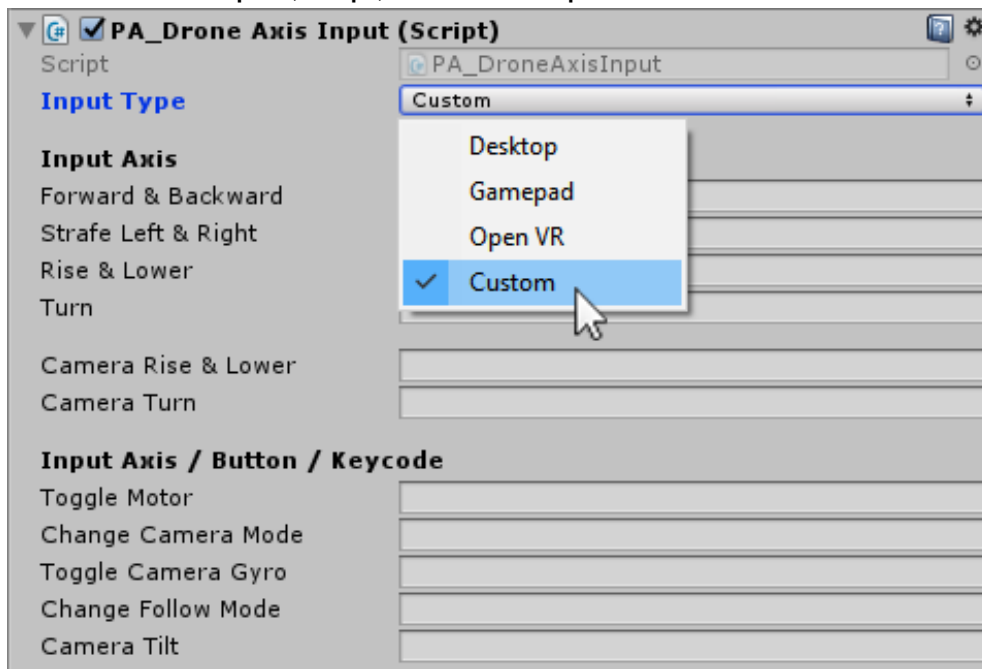 PA_Drone Axis Input (Script)
Script PA_DroneAxisInput
Input Type Custom
Desktop
Input Axis
Forward & Backward Gamepad
Strafe Left & Right Open VR
Rise & Lower Custom
Turn
Camera Rise & Lower
Camera Turn
Input Axis / Button / Keycode
Toggle Motor
Change Camera Mode
Toggle Camera Gyro
Change Follow Mode
Camera Tilt